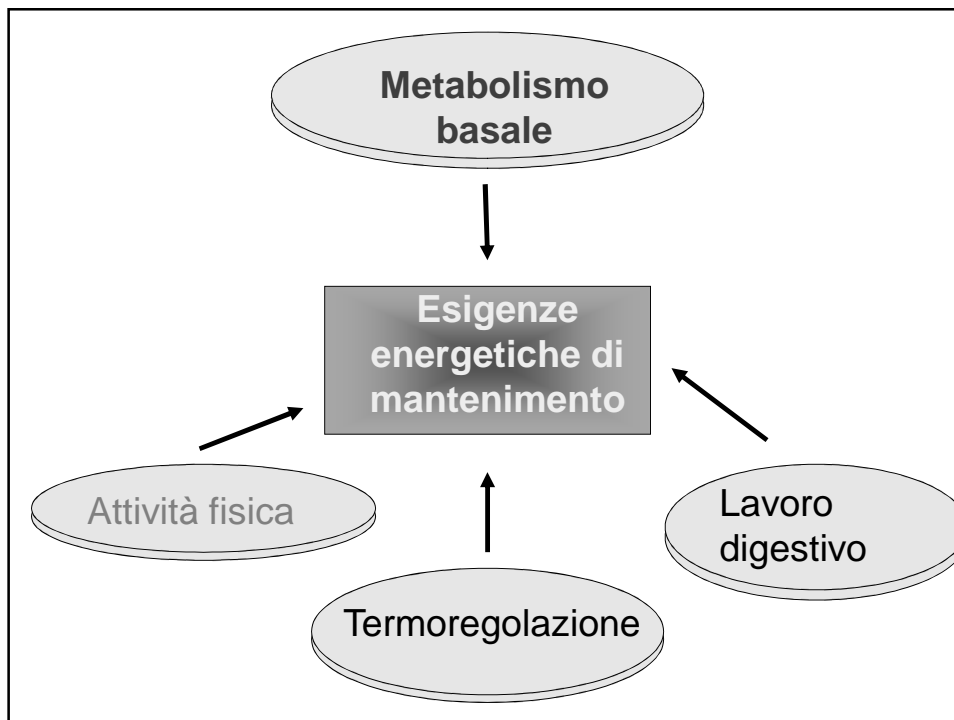 Metabolismo
basale
Esigenze
energetiche di
mantenimento
Attività fisica
Lavoro
digestivo
Termoregolazione